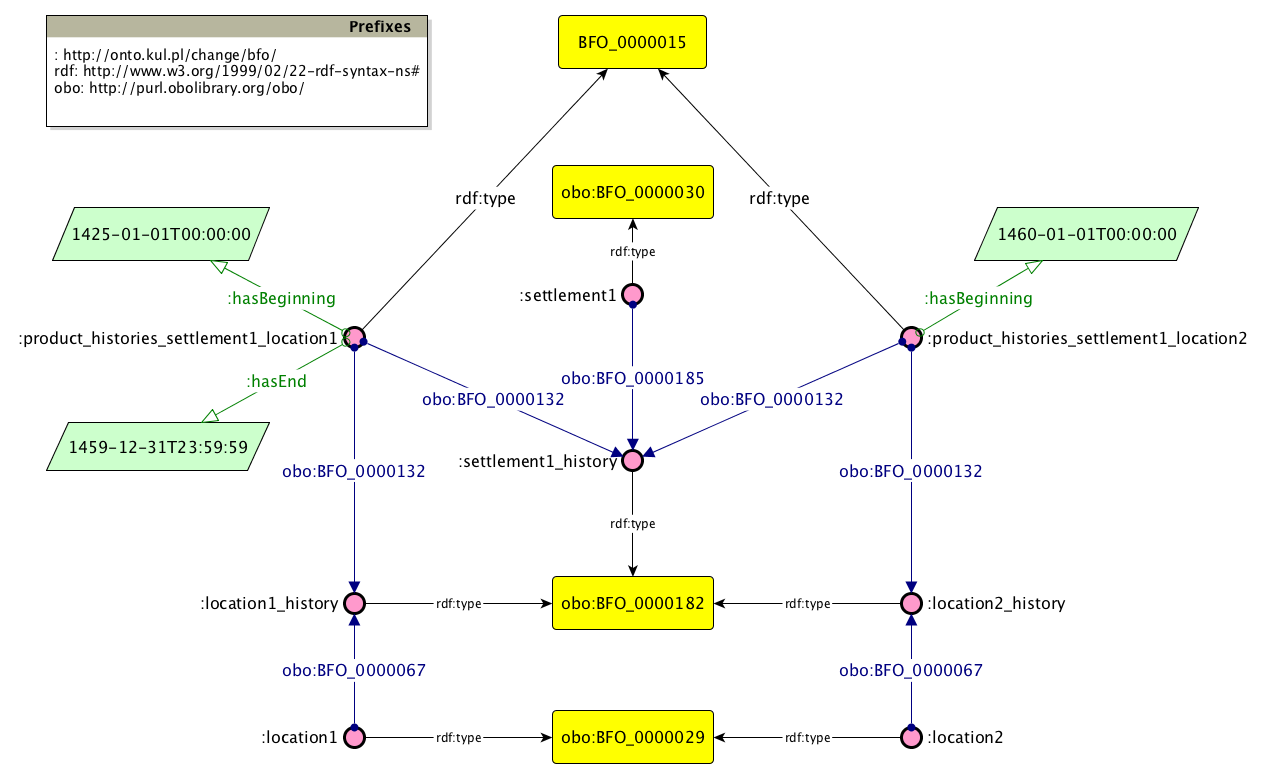 Prefixes
: http://onto.kul.pl/change/bfo/
rdf: http://www.w3.org/1999/02/22-rdf-syntax-ns#
obo: http://purl.obolibrary.org/obo/
BFO_0000015
rdf:type
rdf:type
obo:BFO_0000030
rdf:type
1425-01-01T00:00:00
1460-01-01T00:00:00
:hasBeginning
:settlement1
:hasBeginning
:product_histories_settlement1_location1
:product_histories_settlement1_location2
:hasEnd
obo:BFO_0000185
obo:BFO_0000132
obo:BFO_0000132
1459-12-31T23:59:59
:settlement1_history
obo:BFO_0000132
obo:BFO_0000132
rdf:type
:location1_history
rdf:type
obo:BFO_0000182
rdf:type
:location2_history
obo:BFO_0000067
obo:BFO_0000067
:location1
rdf:type
obo:BFO_0000029
rdf:type
:location2